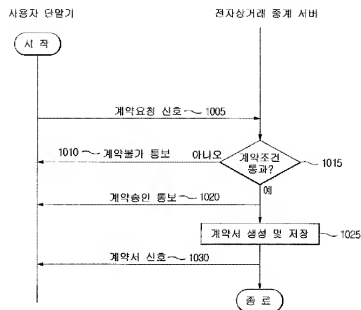 사용자 단말기
전자상거래 중계 서버
시 작
계약요청 신호 1005
1010 계약불가 통보
아니오
계약조건
통과?
1015
예
계약승인 통보 1020
계약서 생성 및 저장
1025
계약서 신호 1030
종 료